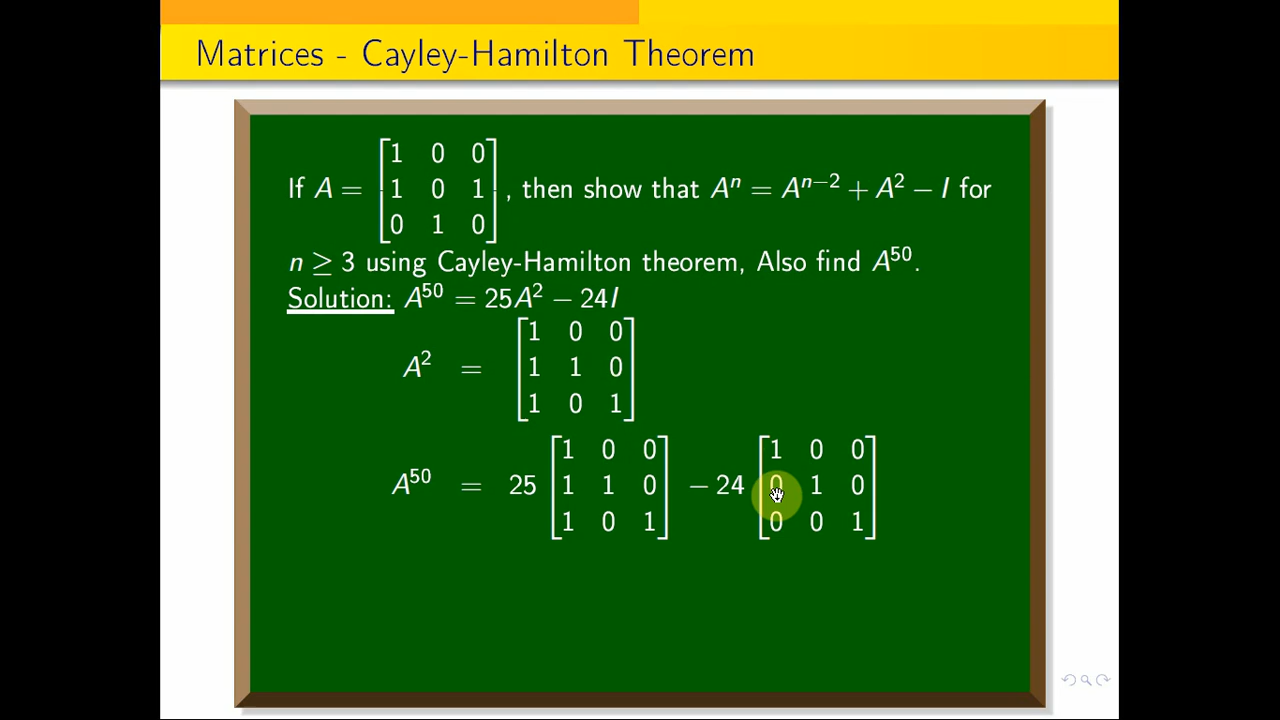 Matrices - Cayley-Hamilton Theorem
If A = [1 0 0
1 0 1
0 1 0], then show that Aⁿ = Aⁿ⁻² + A² − I for
n ≥ 3 using Cayley-Hamilton theorem, Also find A⁵⁰.
Solution: A⁵⁰ = 25A² − 24I
A² = [1 0 0
1 1 0
1 0 1]
A⁵⁰ = 25 [1 0 0
1 1 0
1 0 1] − 24 [1 0 0
0 1 0
0 0 1]